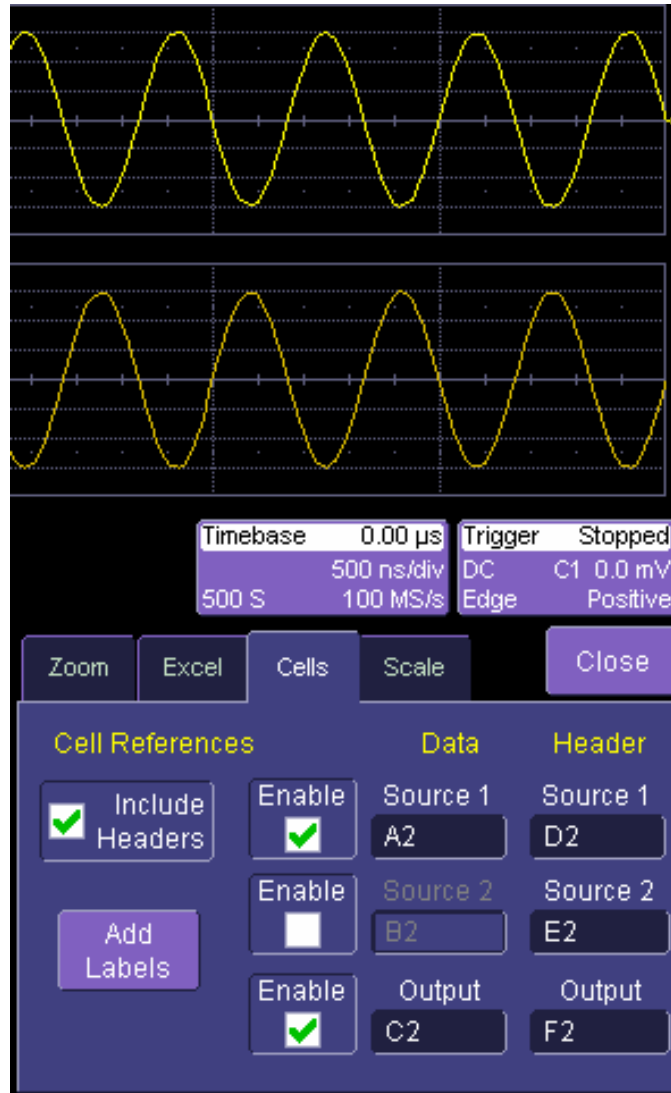 Timebase 0.00 µs
500 ns/div
500 S 100 MS/s
Trigger Stopped
DC C1 0.0 mV
Edge Positive
Zoom Excel Cells Scale Close
Cell References Data Header
Include Headers
Enable
Source 1
A2
Source 1
D2
Add Labels
Enable
Source 2
B2
Source 2
E2
Enable
Output
C2
Output
F2